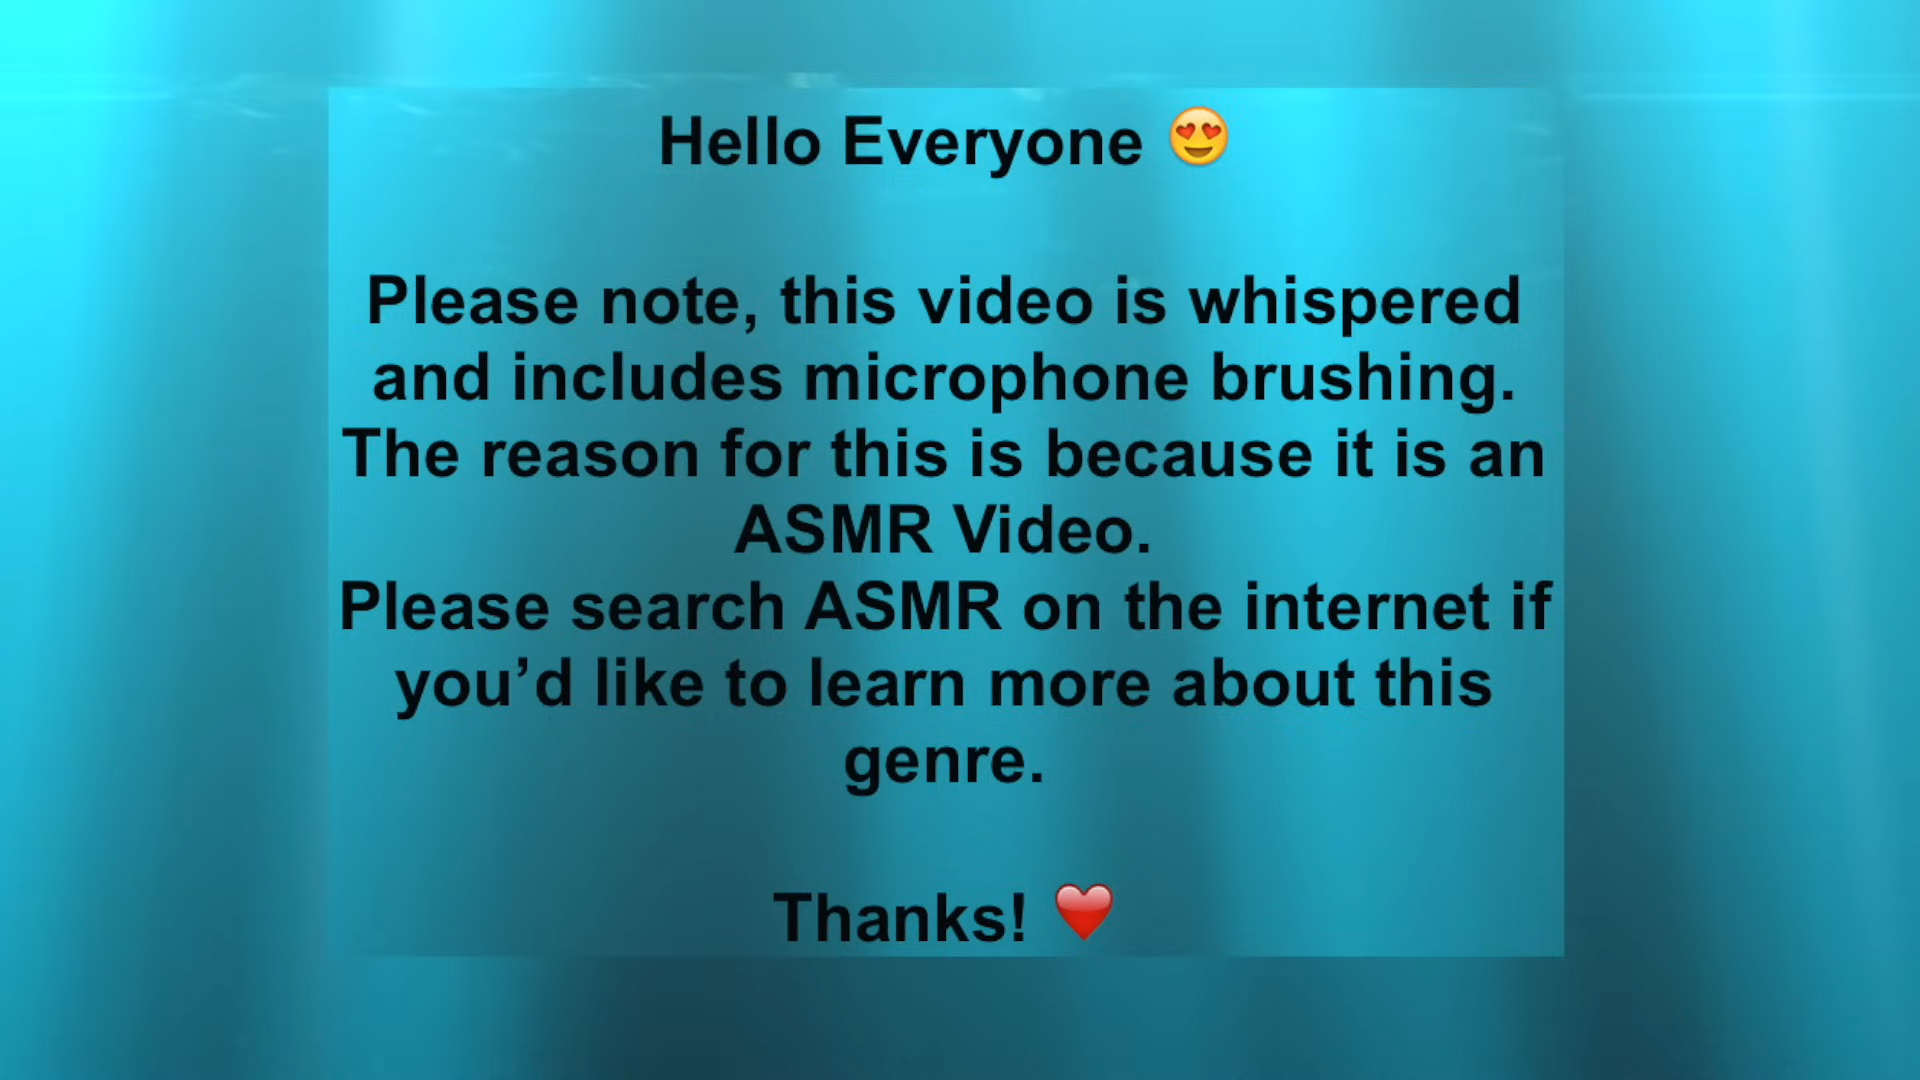 Hello Everyone 😍
Please note, this video is whispered
and includes microphone brushing.
The reason for this is because it is an
ASMR Video.
Please search ASMR on the internet if
you’d like to learn more about this
genre.
Thanks! ❤️